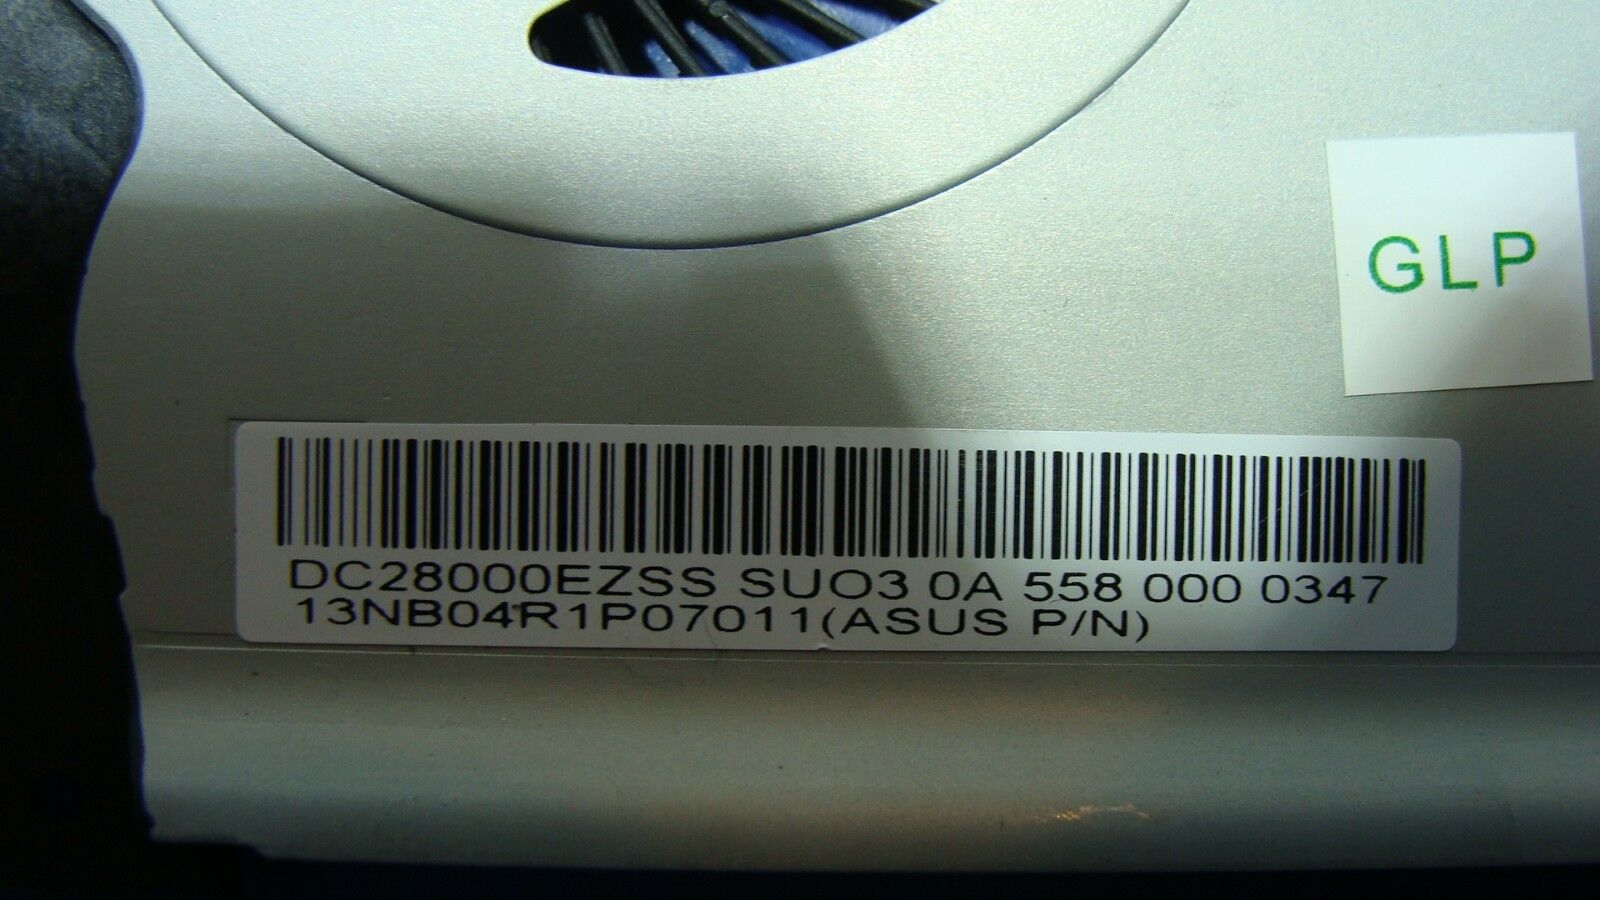 GLP
DC28000EZSS SUO3 0A 558 000 0347
13NB04R1P07011(ASUS P/N)